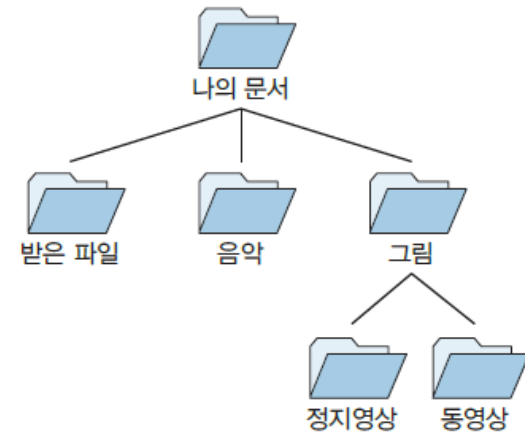 나의 문서
받은 파일
음악
그림
정지영상
동영상